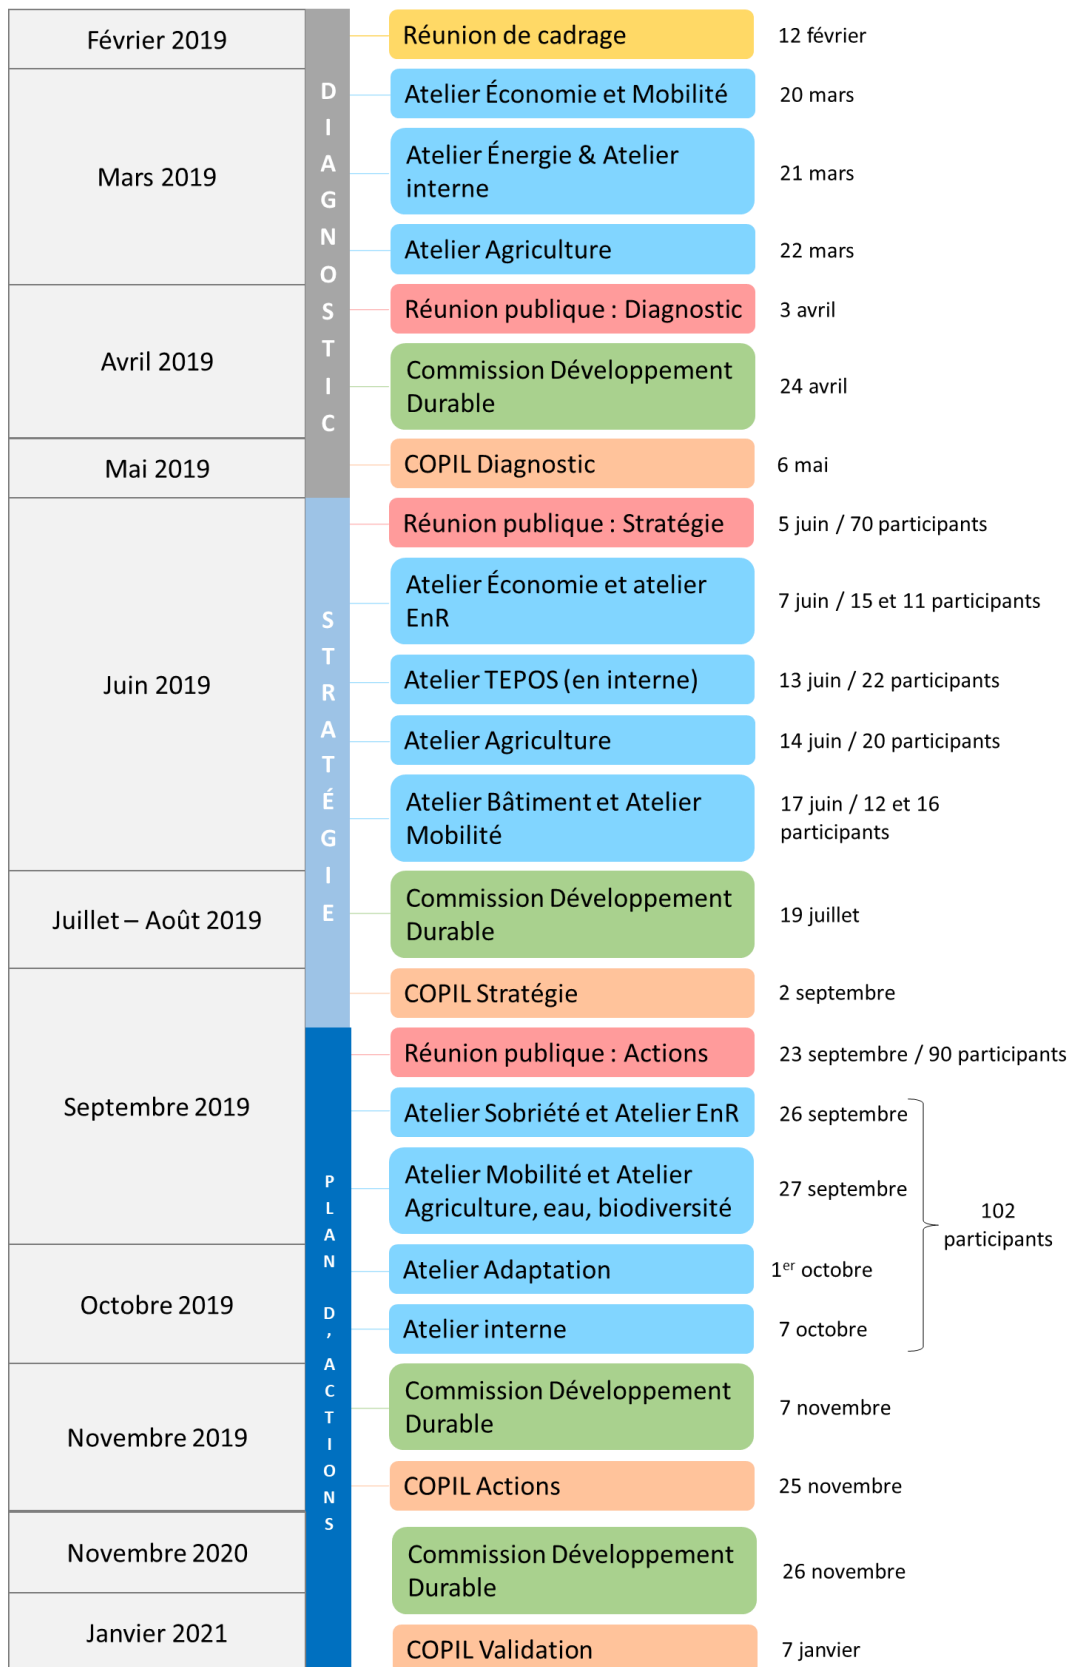 Février 2019
Réunion de cadrage
12 février
DIAGNOSTIC
Mars 2019
Atelier Économie et Mobilité
20 mars
Atelier Énergie & Atelier
interne
21 mars
Atelier Agriculture
22 mars
Avril 2019
Réunion publique : Diagnostic
3 avril
Commission Développement
Durable
24 avril
Mai 2019
COPIL Diagnostic
6 mai
STRATÉGIE
Juin 2019
Réunion publique : Stratégie
5 juin / 70 participants
Atelier Économie et atelier
EnR
7 juin / 15 et 11 participants
Atelier TEPOS (en interne)
13 juin / 22 participants
Atelier Agriculture
14 juin / 20 participants
Atelier Bâtiment et Atelier
Mobilité
17 juin / 12 et 16
participants
Juillet – Août 2019
Commission Développement
Durable
19 juillet
Septembre 2019
COPIL Stratégie
2 septembre
PLAN D’ACTIONS
Réunion publique : Actions
23 septembre / 90 participants
Atelier Sobriété et Atelier EnR
26 septembre
Atelier Mobilité et Atelier
Agriculture, eau, biodiversité
27 septembre
102
participants
Octobre 2019
Atelier Adaptation
1er octobre
Atelier interne
7 octobre
Novembre 2019
Commission Développement
Durable
7 novembre
COPIL Actions
25 novembre
Novembre 2020
Commission Développement
Durable
26 novembre
Janvier 2021
COPIL Validation
7 janvier